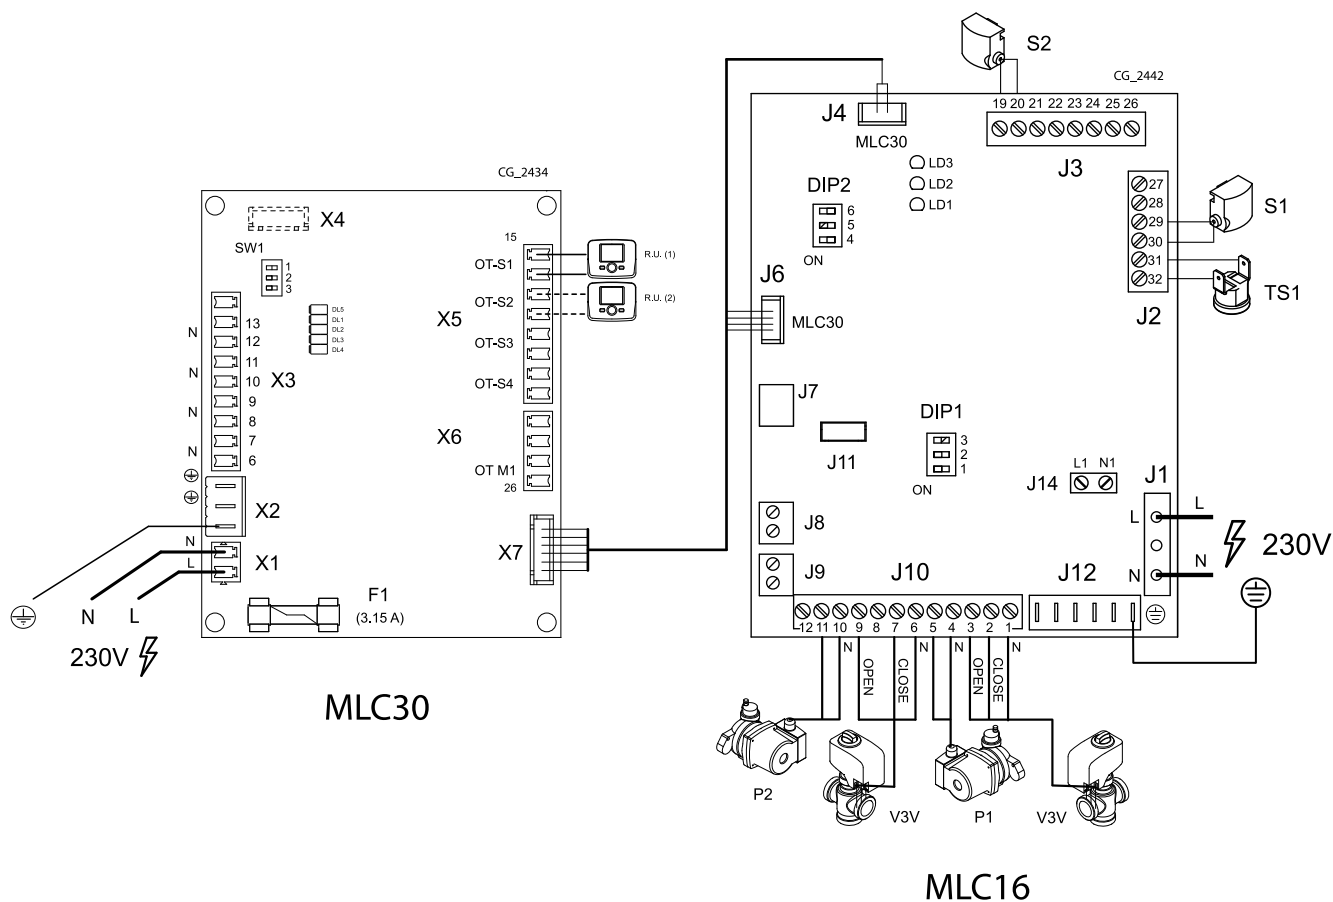 S2
CG_2442
19 20 21 22 23 24 25 26
J4
MLC30
J3
LD3
LD2
LD1
DIP2
6
5
4
ON
27
28
29
30
31
32
J2
S1
TS1
CG_2434
X4
SW1
1
2
3
15
OT-S1
OT-S2
OT-S3
OT-S4
X5
R.U. (1)
R.U. (2)
DL5
DL1
DL2
DL3
DL4
13
N 12
11
N 10
X3
9
N 8
7
N 6
X6
OT M1
26
X2
X7
N
L
X1
F1
(3.15 A)
N L
230V
MLC30
J6
MLC30
J7
J11
DIP1
3
2
1
ON
L1 N1
J14
J1
L L
N N
230V
J8
J9
J10
J12
12 11 10 9 8 7 6 5 4 3 2 1
N OPEN CLOSE N N OPEN CLOSE N
P2
V3V
P1
V3V
MLC16